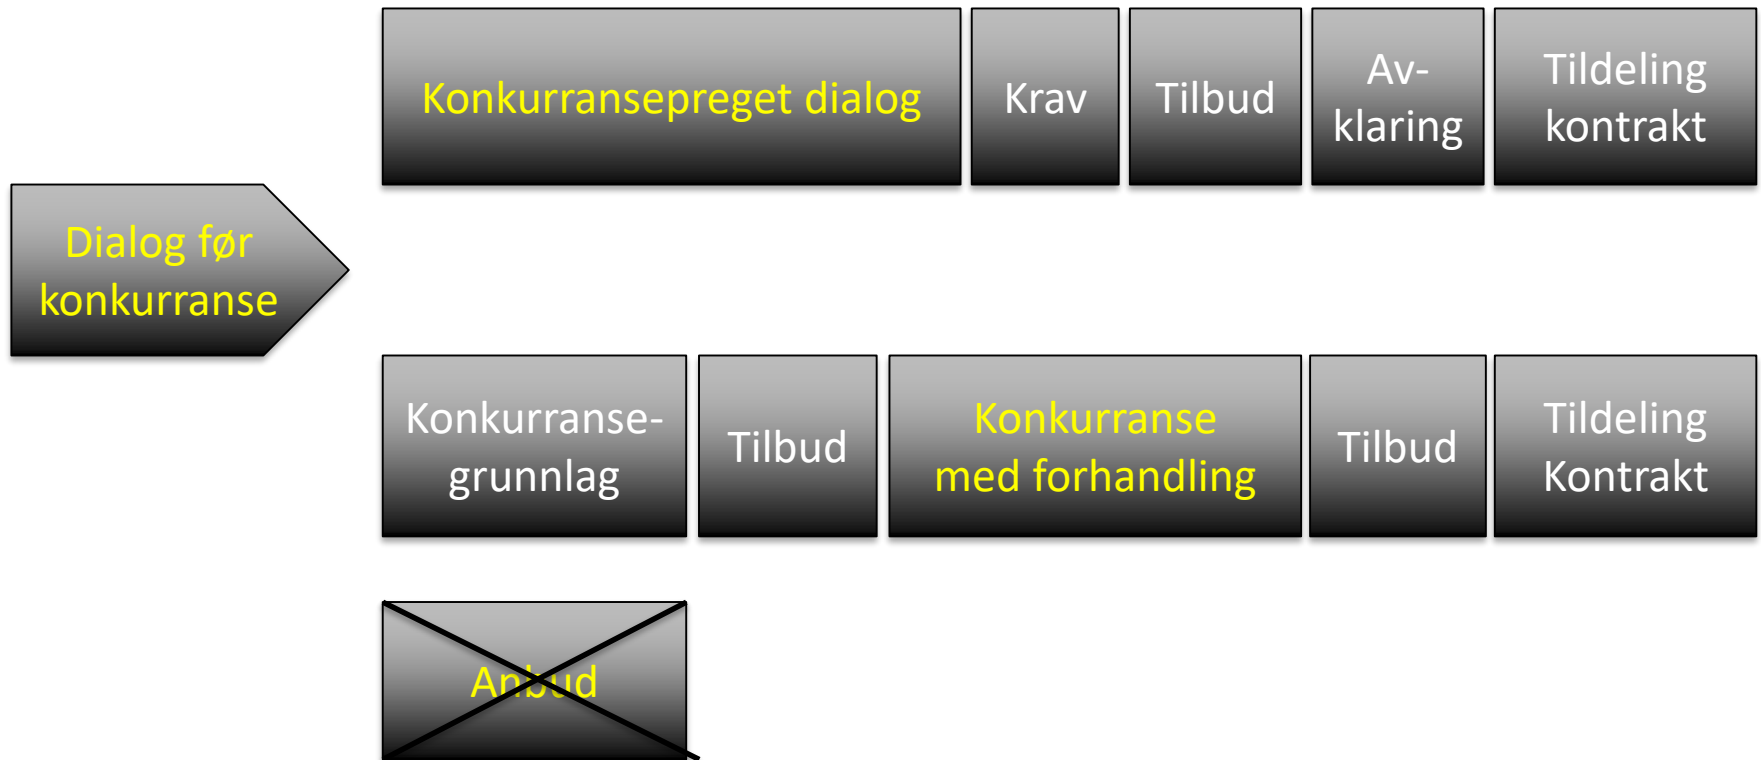 Konkurransepreget dialog
Krav
Tilbud
Av-
klaring
Tildeling
kontrakt
Dialog før
konkurranse
Konkurranse-
grunnlag
Tilbud
Konkurranse
med forhandling
Tilbud
Tildeling
Kontrakt
Anbud